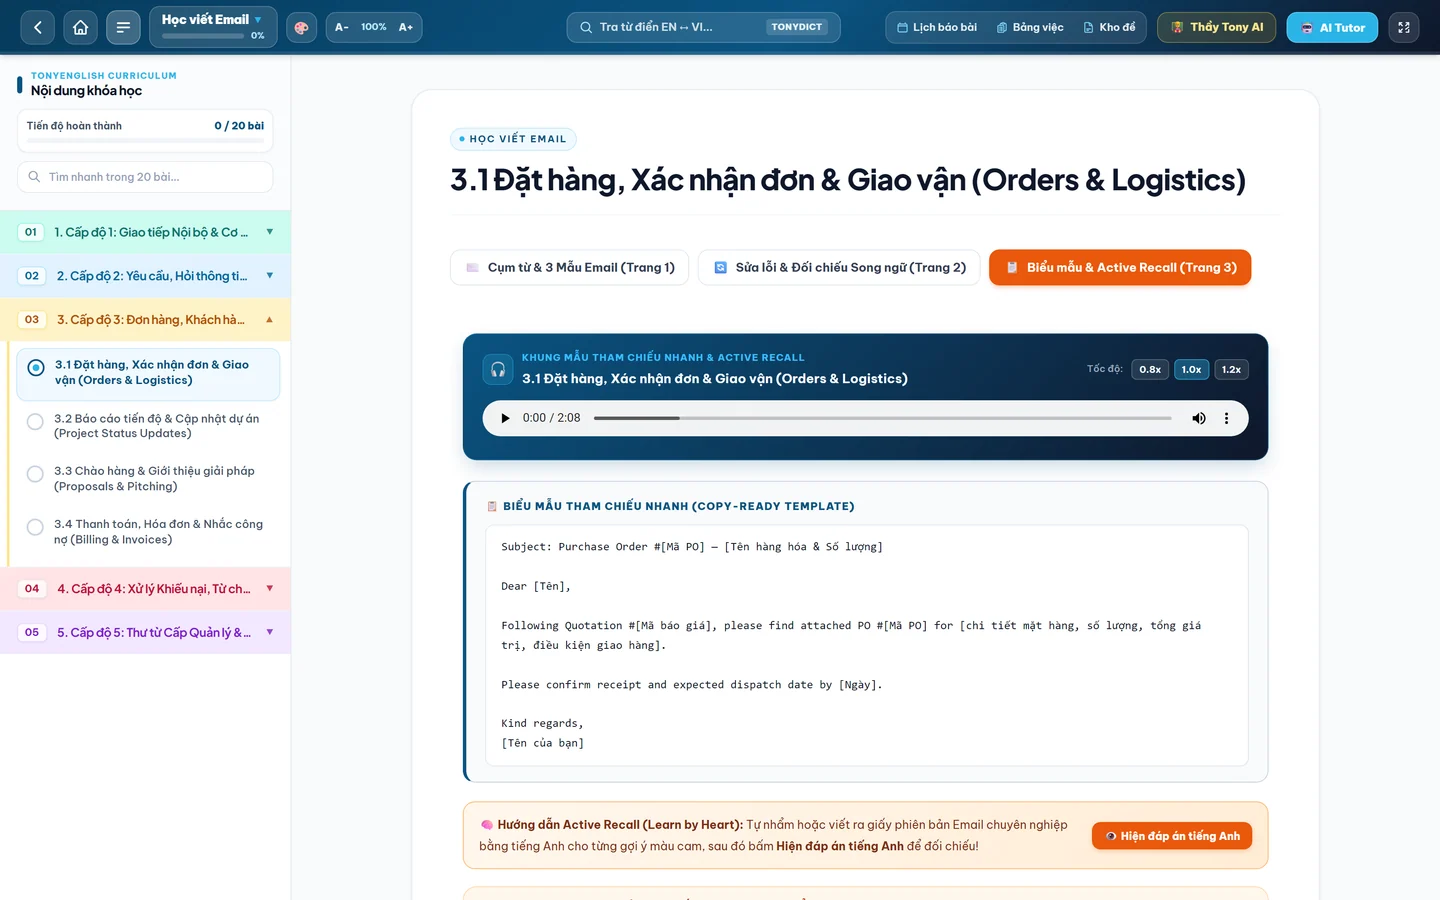 Học viết Email ▼
0%
A- 100% A+
Tra từ điển EN ↔ VI... TONYDICT
Lịch báo bài
Bảng việc
Kho đề
Thầy Tony AI
AI Tutor
TONYENGLISH CURRICULUM
Nội dung khóa học
Tiến độ hoàn thành 0 / 20 bài
Tìm nhanh trong 20 bài...
01 1. Cấp độ 1: Giao tiếp Nội bộ & Cơ ... ▼
02 2. Cấp độ 2: Yêu cầu, Hỏi thông ti... ▼
03 3. Cấp độ 3: Đơn hàng, Khách hà... ▲
3.1 Đặt hàng, Xác nhận đơn & Giao
vận (Orders & Logistics)
3.2 Báo cáo tiến độ & Cập nhật dự án
(Project Status Updates)
3.3 Chào hàng & Giới thiệu giải pháp
(Proposals & Pitching)
3.4 Thanh toán, Hóa đơn & Nhắc công
nợ (Billing & Invoices)
04 4. Cấp độ 4: Xử lý Khiếu nại, Từ ch... ▼
05 5. Cấp độ 5: Thư từ Cấp Quản lý & ... ▼
HỌC VIẾT EMAIL
3.1 Đặt hàng, Xác nhận đơn & Giao vận (Orders & Logistics)
Cụm từ & 3 Mẫu Email (Trang 1)
Sửa lỗi & Đối chiếu Song ngữ (Trang 2)
Biểu mẫu & Active Recall (Trang 3)
KHUNG MẪU THAM CHIẾU NHANH & ACTIVE RECALL
3.1 Đặt hàng, Xác nhận đơn & Giao vận (Orders & Logistics)
Tốc độ: 0.8x 1.0x 1.2x
0:00 / 2:08
BIỂU MẪU THAM CHIẾU NHANH (COPY-READY TEMPLATE)
Subject: Purchase Order #[Mã PO] – [Tên hàng hóa & Số lượng]
Dear [Tên],
Following Quotation #[Mã báo giá], please find attached PO #[Mã PO] for [chi tiết mặt hàng, số lượng, tổng giá
trị, điều kiện giao hàng].
Please confirm receipt and expected dispatch date by [Ngày].
Kind regards,
[Tên của bạn]
Hướng dẫn Active Recall (Learn by Heart): Tự nhẩm hoặc viết ra giấy phiên bản Email chuyên nghiệp
bằng tiếng Anh cho từng gợi ý màu cam, sau đó bấm Hiện đáp án tiếng Anh để đối chiếu!
Hiện đáp án tiếng Anh